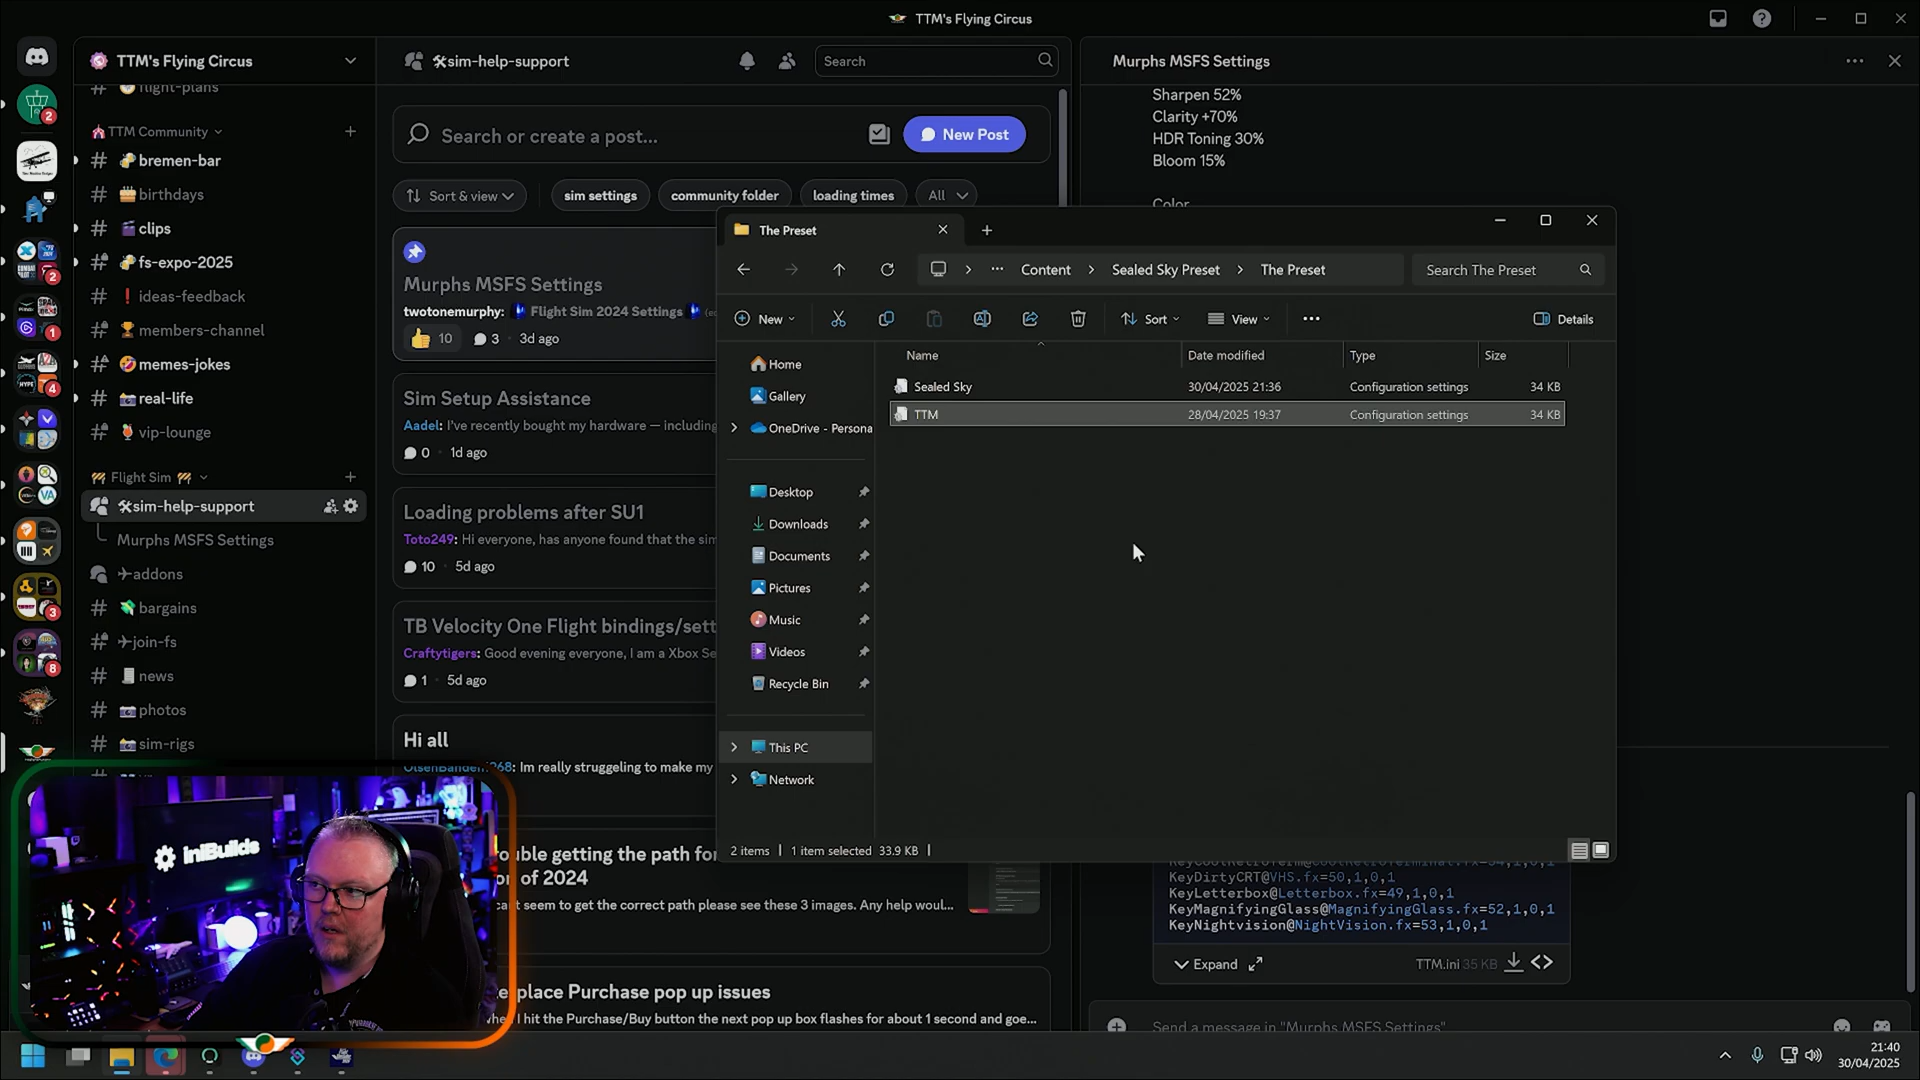 TTM's Flying Circus
TTM's Flying Circus
flight-plans
TTM Community
bremen-bar
birthdays
clips
fs-expo-2025
ideas-feedback
members-channel
memes-jokes
real-life
vip-lounge
Flight Sim
sim-help-support
Murphs MSFS Settings
addons
bargains
join-fs
news
photos
sim-rigs
2
2
1
4
3
8
sim-help-support
Search
Search or create a post...
New Post
Sort & view
sim settings
community folder
loading times
All
Murphs MSFS Settings
twotonemurphy: Flight Sim 2024 Settings
10
3 · 3d ago
Sim Setup Assistance
Aadel: I've recently bought my hardware — including
0 · 1d ago
Loading problems after SU1
Toto249: Hi everyone, has anyone found that the sim
10 · 5d ago
TB Velocity One Flight bindings/sett
Craftytigers: Good evening everyone, I am a Xbox Se
1 · 5d ago
Hi all
Im really struggling to make my
ouble getting the path for
on of 2024
can't seem to get the correct path please see these 3 images. Any help woul...
place Purchase pop up issues
I hit the Purchase/Buy button the next pop up box flashes for about 1 second and goe...
Murphs MSFS Settings
Sharpen 52%
Clarity +70%
HDR Toning 30%
Bloom 15%
Color
The Preset
Content
Sealed Sky Preset
The Preset
Search The Preset
New
Sort
View
Details
Name
Date modified
Type
Size
Sealed Sky
30/04/2025 21:36
Configuration settings
34 KB
TTM
28/04/2025 19:37
Configuration settings
34 KB
Home
Gallery
OneDrive - Persona
Desktop
Downloads
Documents
Pictures
Music
Videos
Recycle Bin
This PC
Network
2 items
1 item selected 33.9 KB
KeyDirtyCRT@VHS.fx=50,1,0,1
KeyLetterbox@Letterbox.fx=49,1,0,1
KeyMagnifyingGlass@MagnifyingGlass.fx=52,1,0,1
KeyNightvision@NightVision.fx=53,1,0,1
Expand
TTM.ini 35 KB
Send a message in "Murphs MSFS Settings"
iniBuilds
21:40
30/04/2025